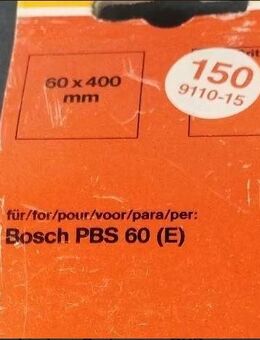 60 x 400
mm
150
9110-15
für/for/pour/voor/para/per:
Bosch PBS 60 (E)